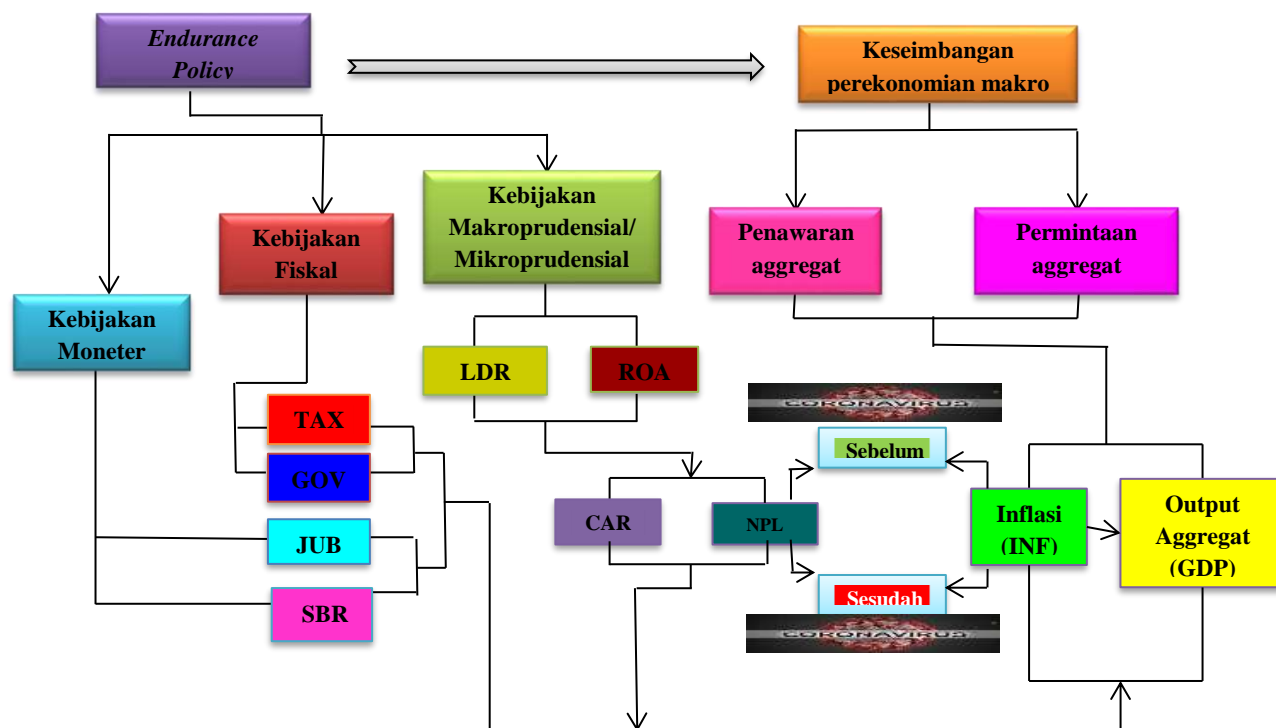 Endurance
Policy
Keseimbangan
perekonomian makro
Kebijakan
Makroprudensial/
Mikroprudensial
Kebijakan
Fiskal
Penawaran
aggregat
Permintaan
aggregat
Kebijakan
Moneter
LDR
ROA
CORONAVIRUS
TAX
Sebelum
GOV
CAR
NPL
Inflasi
(INF)
Output
Aggregat
(GDP)
JUB
Sesudah
SBR
CORONAVIRUS